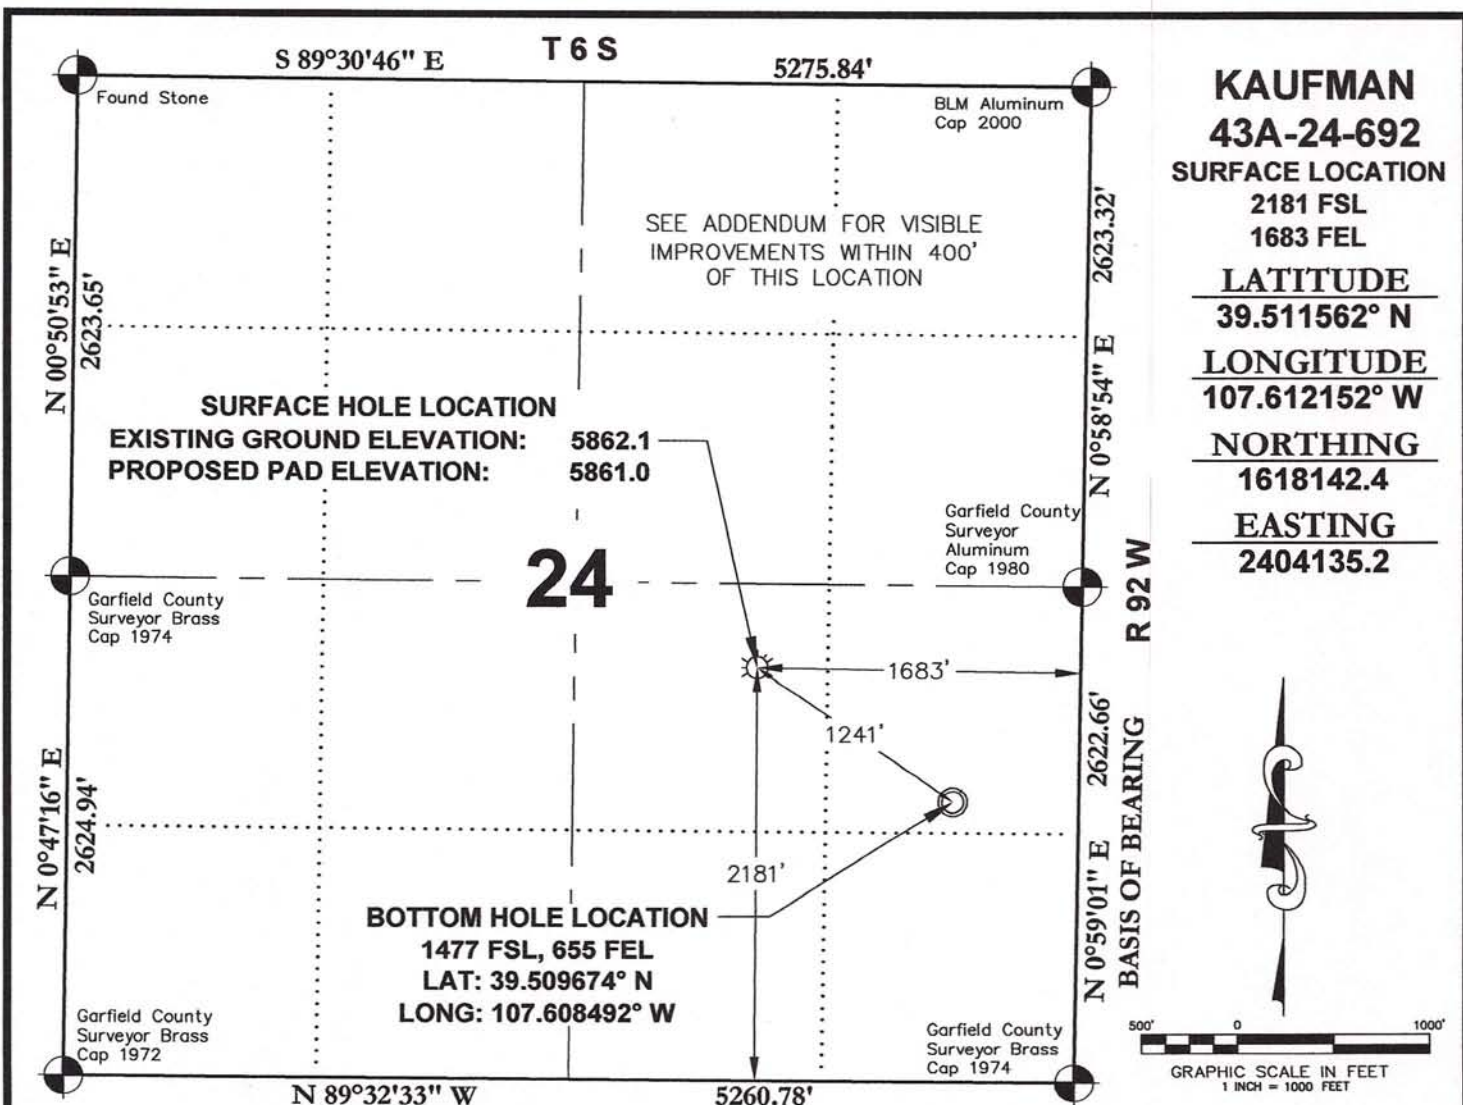 T 6 S
S 89°30'46" E
5275.84'
Found Stone
BLM Aluminum
Cap 2000
KAUFMAN
43A-24-692
SURFACE LOCATION
2181 FSL
1683 FEL
LATITUDE
39.511562° N
LONGITUDE
107.612152° W
NORTHING
1618142.4
EASTING
2404135.2
SEE ADDENDUM FOR VISIBLE
IMPROVEMENTS WITHIN 400'
OF THIS LOCATION
N 00°50'53" E
2623.65'
2623.32'
N 0°58'54" E
SURFACE HOLE LOCATION
EXISTING GROUND ELEVATION: 5862.1
PROPOSED PAD ELEVATION: 5861.0
Garfield County
Surveyor
Aluminum
Cap 1980
24
R 92 W
Garfield County
Surveyor Brass
Cap 1974
1683'
1241'
2181'
N 0°47'16" E
2624.94'
2622.66'
N 0°59'01" E
BASIS OF BEARING
BOTTOM HOLE LOCATION
1477 FSL, 655 FEL
LAT: 39.509674° N
LONG: 107.608492° W
Garfield County
Surveyor Brass
Cap 1972
Garfield County
Surveyor Brass
Cap 1974
N 89°32'33" W
5260.78'
500' 0 1000'
GRAPHIC SCALE IN FEET
1 INCH = 1000 FEET